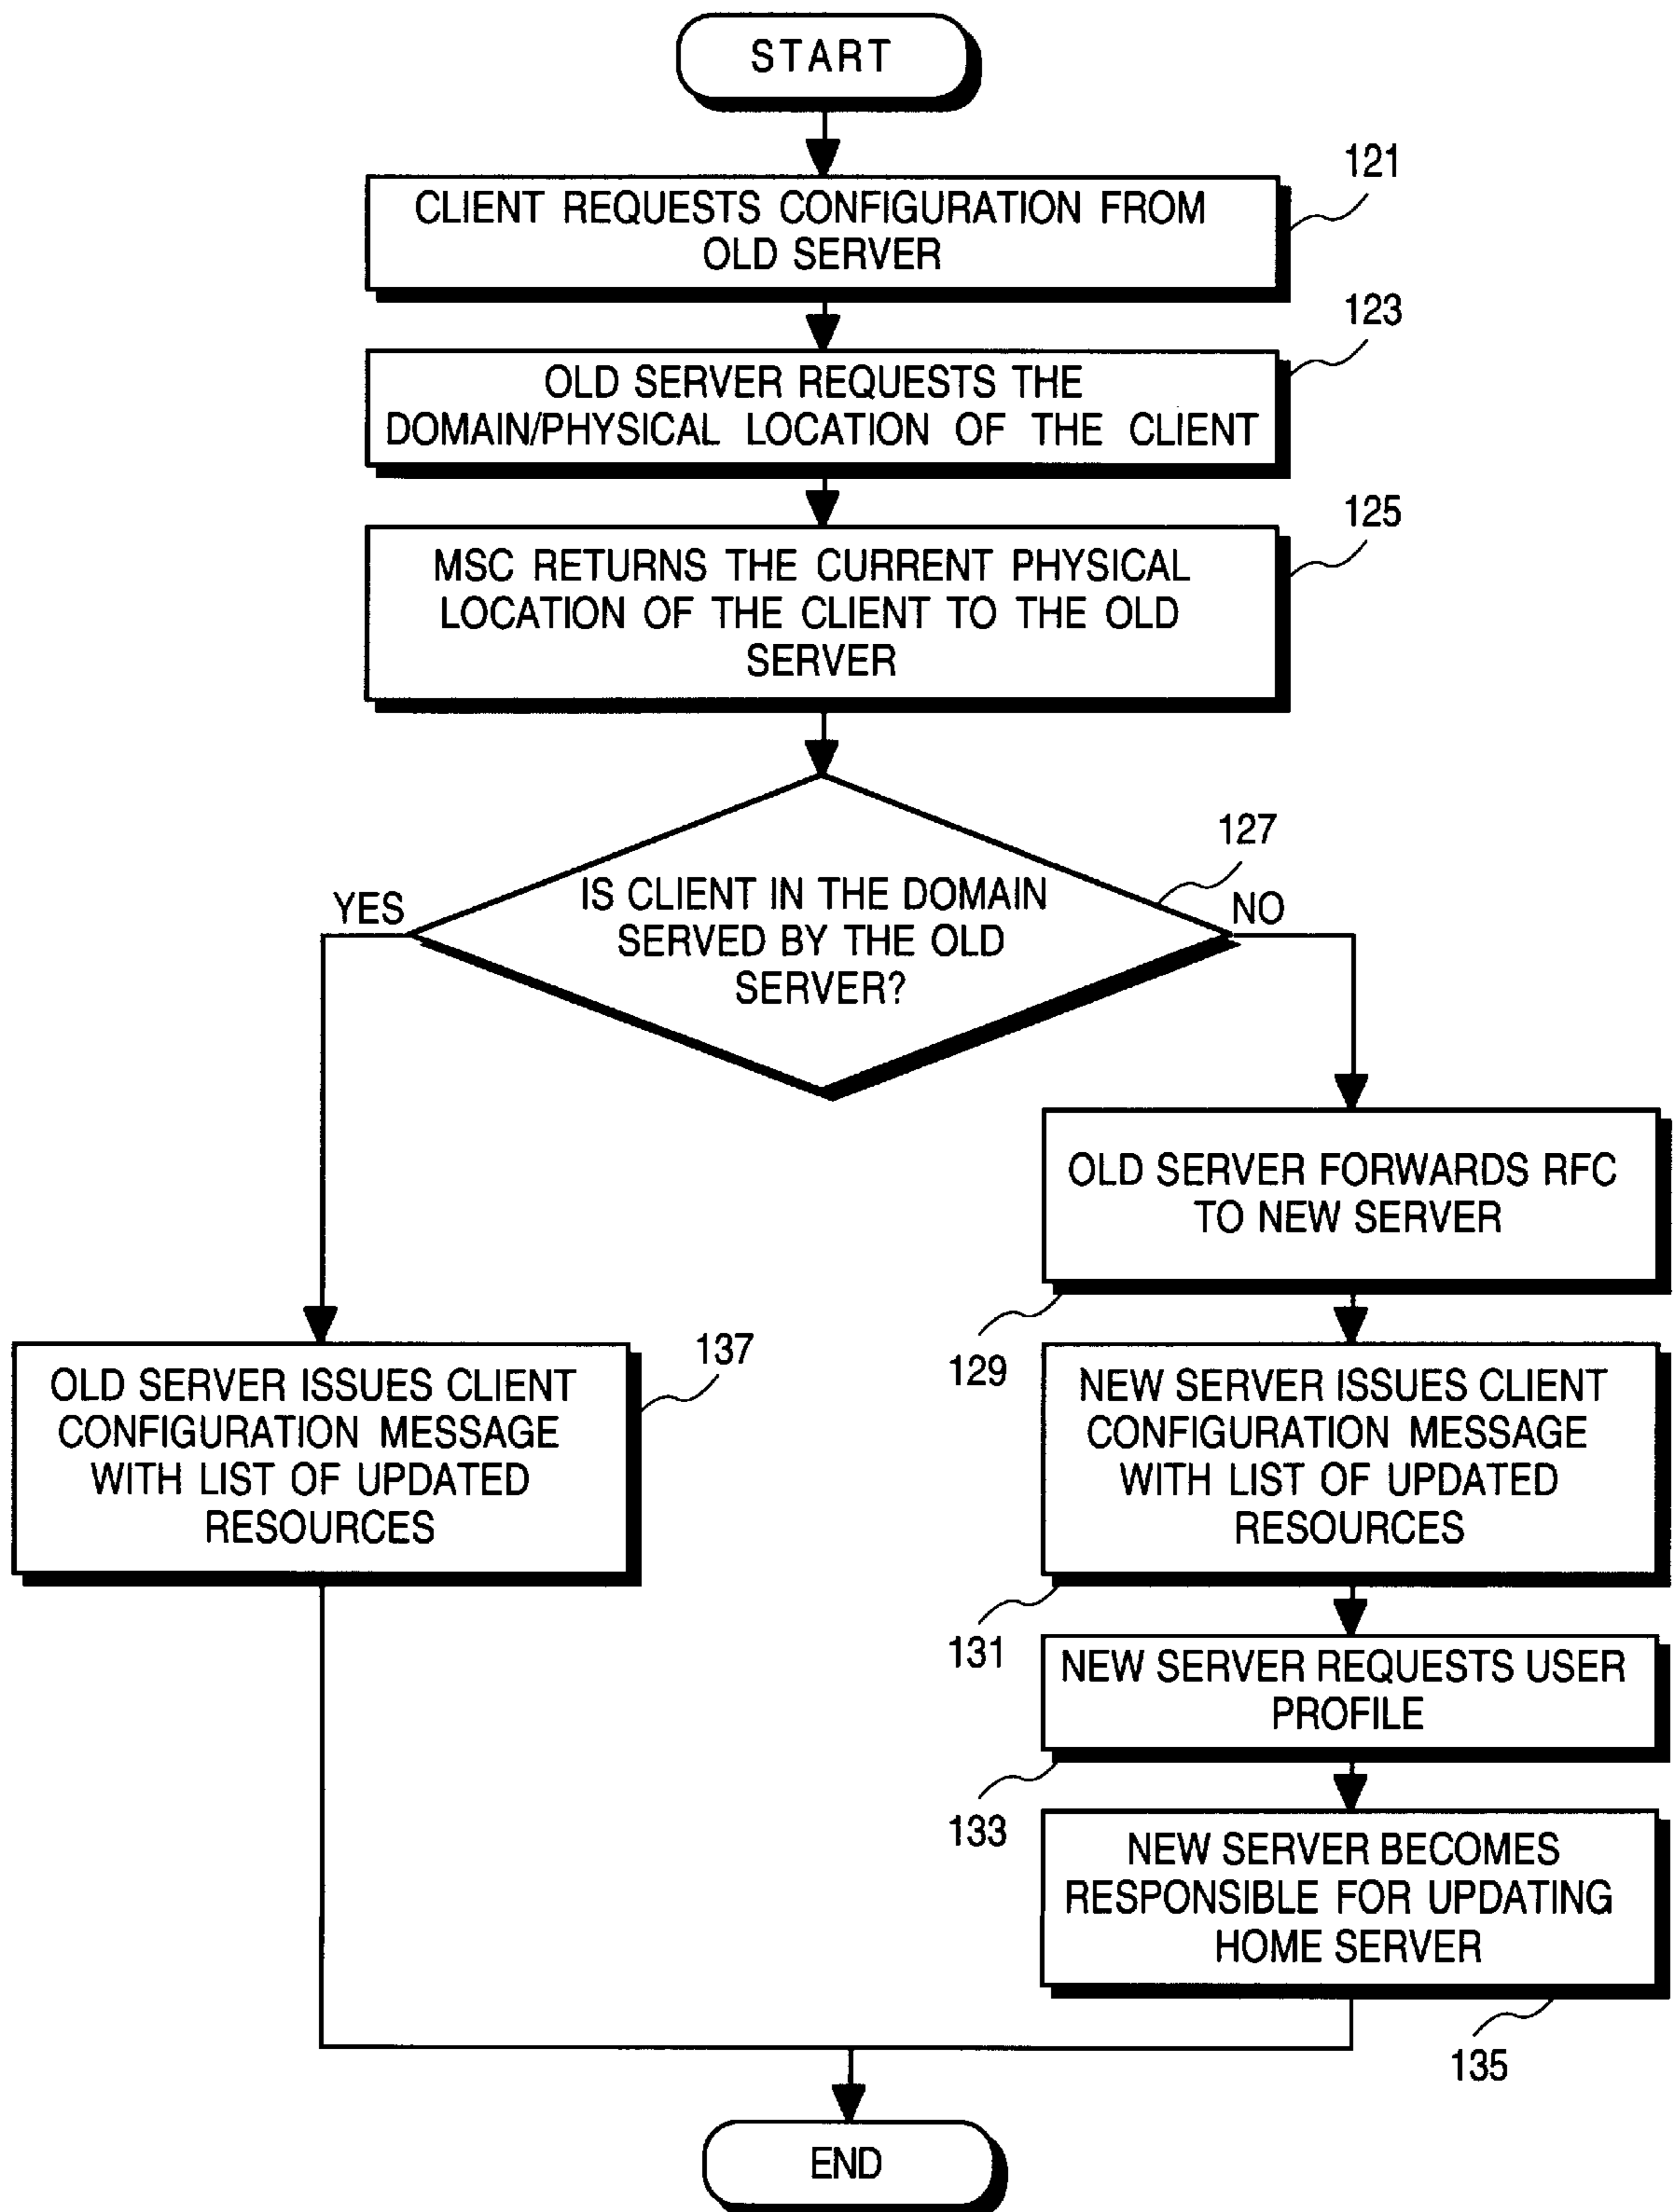 START
121
CLIENT REQUESTS CONFIGURATION FROM
OLD SERVER
123
OLD SERVER REQUESTS THE
DOMAIN/PHYSICAL LOCATION OF THE CLIENT
125
MSC RETURNS THE CURRENT PHYSICAL
LOCATION OF THE CLIENT TO THE OLD
SERVER
127
YES
IS CLIENT IN THE DOMAIN
SERVED BY THE OLD
SERVER?
NO
OLD SERVER FORWARDS RFC
TO NEW SERVER
129
137
OLD SERVER ISSUES CLIENT
CONFIGURATION MESSAGE
WITH LIST OF UPDATED
RESOURCES
NEW SERVER ISSUES CLIENT
CONFIGURATION MESSAGE
WITH LIST OF UPDATED
RESOURCES
131
NEW SERVER REQUESTS USER
PROFILE
133
NEW SERVER BECOMES
RESPONSIBLE FOR UPDATING
HOME SERVER
135
END